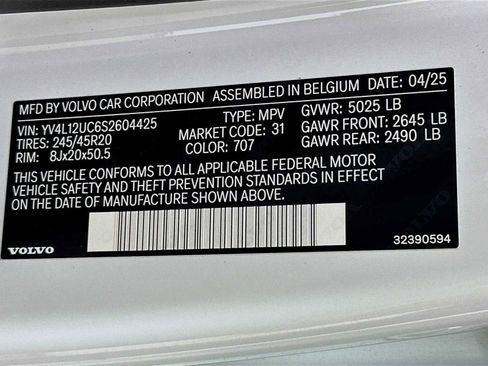 MFD BY VOLVO CAR CORPORATION ASSEMBLED IN BELGIUM DATE: 04/25
VIN: YV4L12UC6S2604425 TYPE: MPV GVWR: 5025 LB
TIRES: 245/45R20 MARKET CODE: 31 GAWR FRONT: 2645 LB
RIM: 8Jx20x50.5 COLOR: 707 GAWR REAR: 2490 LB
THIS VEHICLE CONFORMS TO ALL APPLICABLE FEDERAL MOTOR
VEHICLE SAFETY AND THEFT PREVENTION STANDARDS IN EFFECT
ON THE DATE OF MANUFACTURE SHOWN ABOVE.
VOLVO 32390594